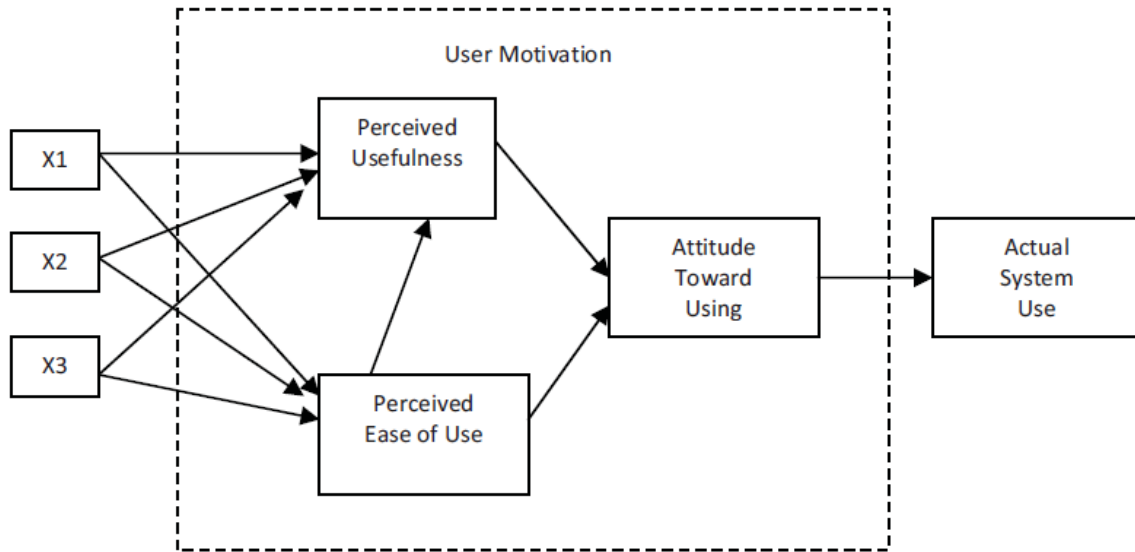 User Motivation
X1
X2
X3
Perceived
Usefulness
Perceived
Ease of Use
Attitude
Toward
Using
Actual
System
Use